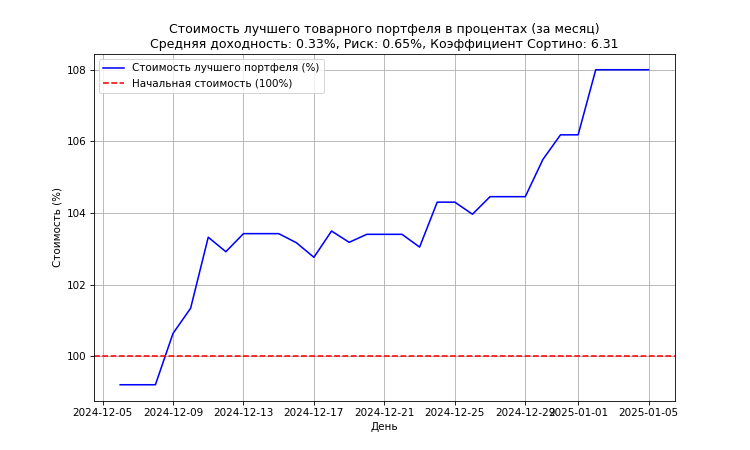 Стоимость лучшего товарного портфеля в процентах (за месяц)
Средняя доходность: 0.33%, Риск: 0.65%, Коэффициент Сортино: 6.31
Стоимость лучшего портфеля (%)
Начальная стоимость (100%)
Стоимость (%)
108
106
104
102
100
2024-12-05 2024-12-09 2024-12-13 2024-12-17 2024-12-21 2024-12-25 2024-12-29 2025-01-01 2025-01-05
День